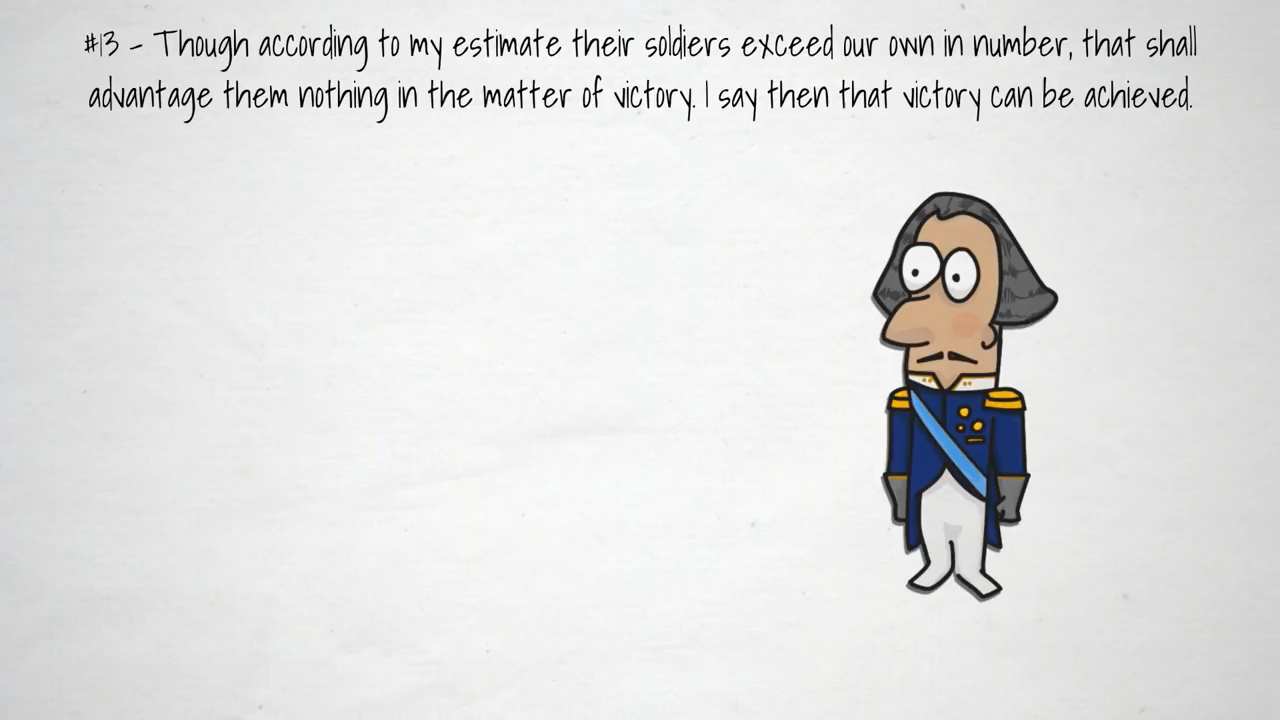 #13 - Though according to my estimate their soldiers exceed our own in number, that shall
advantage them nothing in the matter of victory. I say then that victory can be achieved.